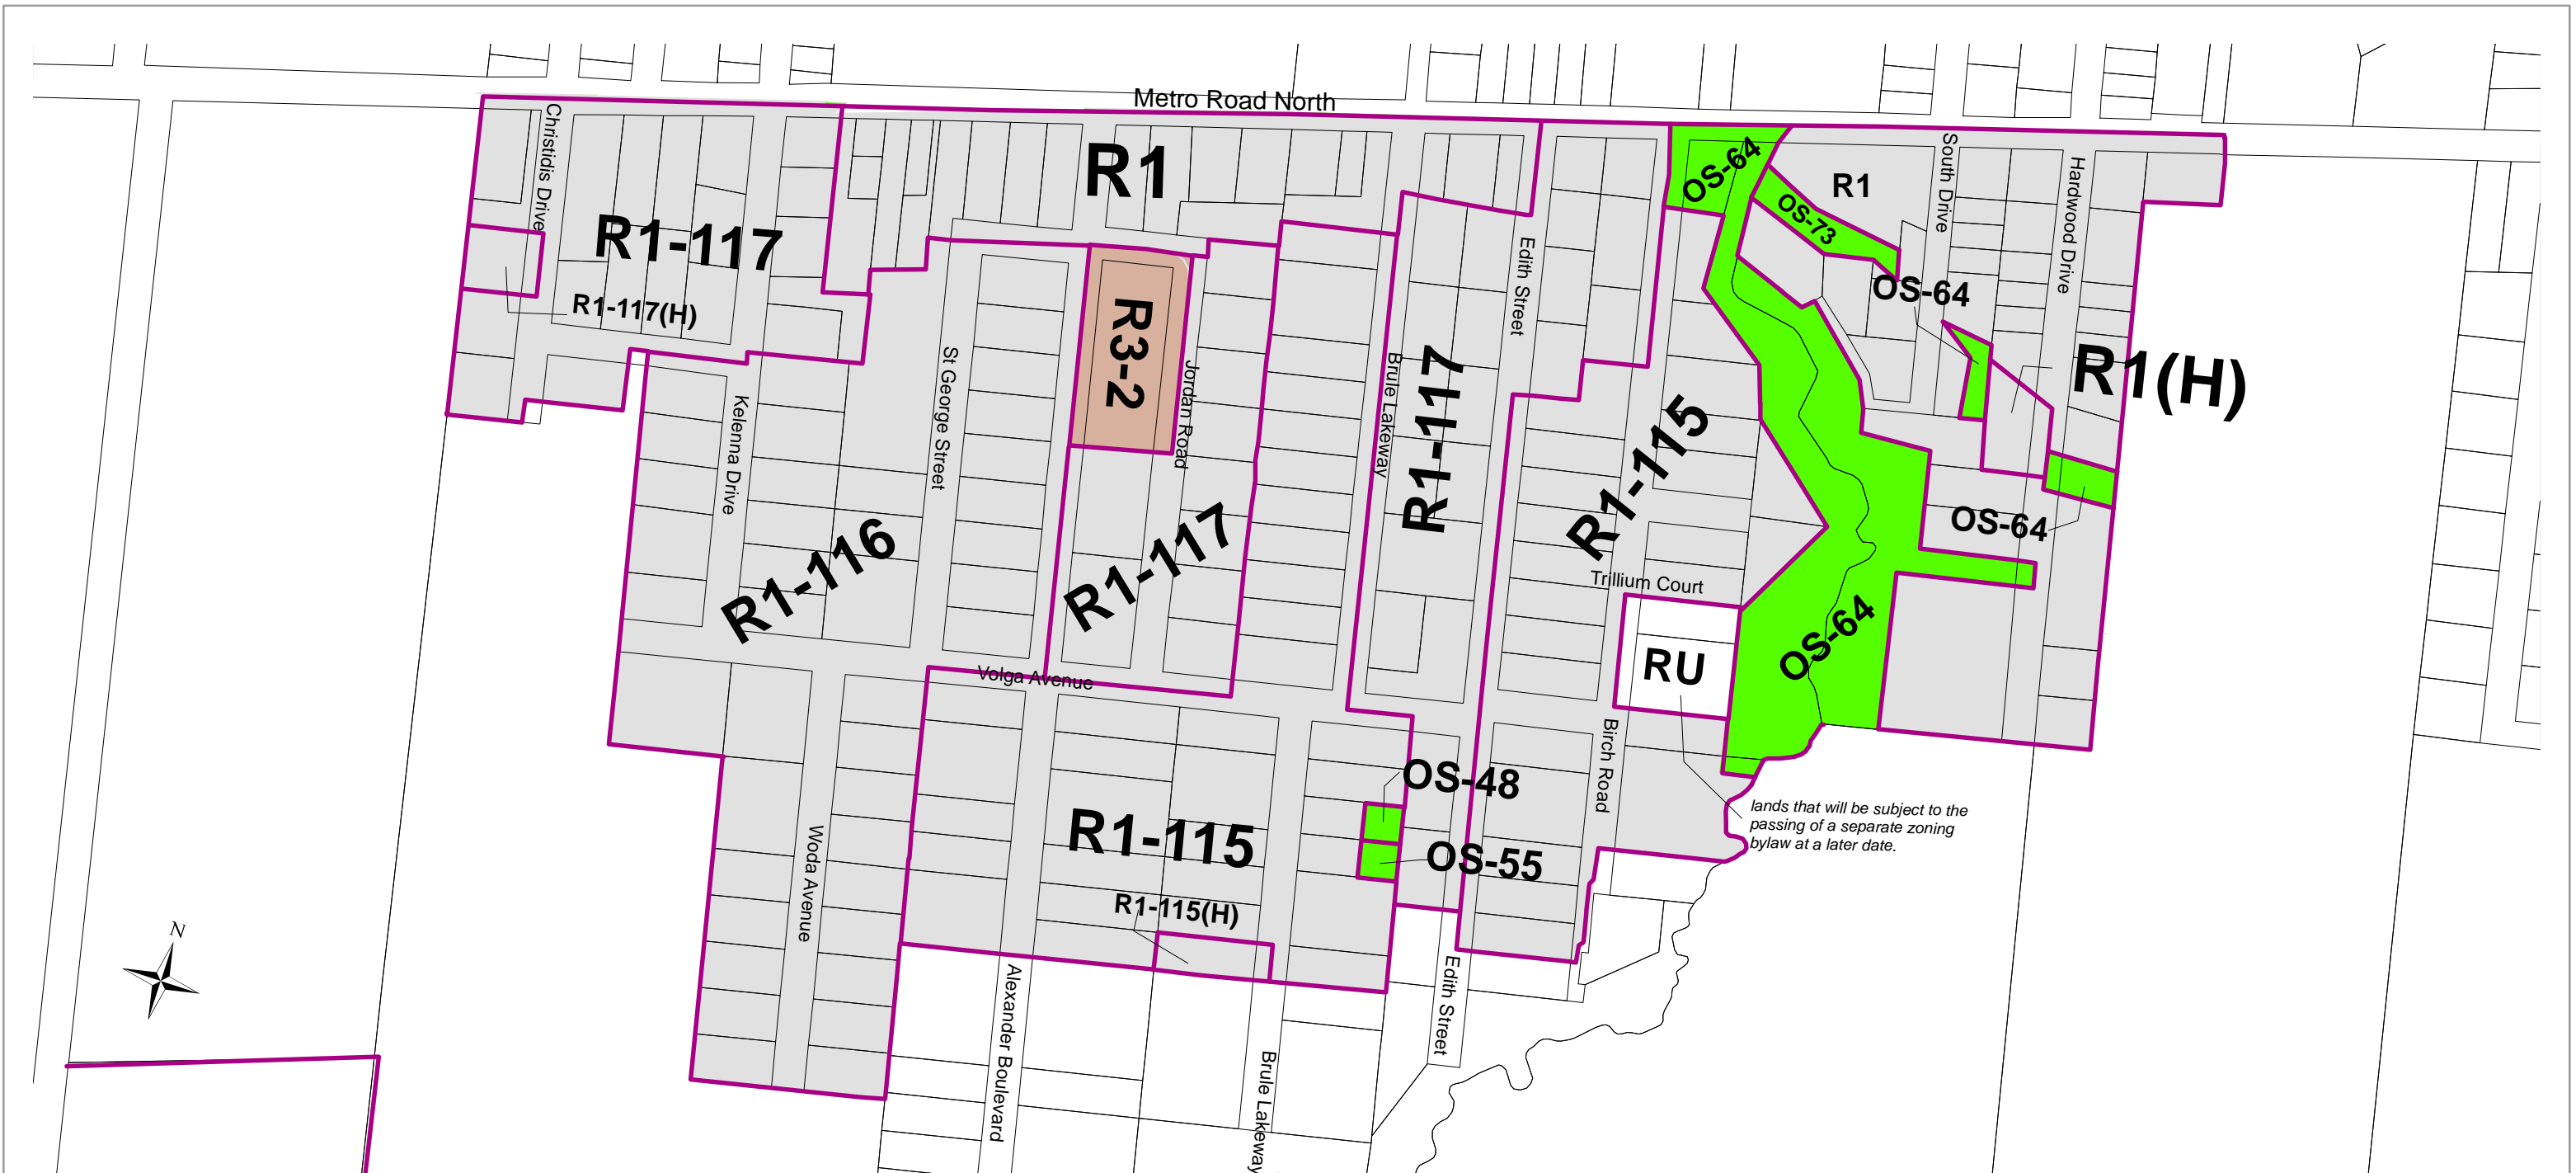 Metro Road North
Christidis Drive
R1
OS-64
R1
OS-73
South Drive
Hardwood Drive
R1-117
R1-117(H)
R3-2
Edith Street
OS-64
R1(H)
St George Street
Jordan Road
Brule Lakeway
R1-117
R1-115
Kelenna Drive
R1-116
R1-117
OS-64
Trillium Court
RU
OS-64
Volga Avenue
Birch Road
OS-48
lands that will be subject to the
passing of a separate zoning
bylaw at a later date.
R1-115
OS-55
Woda Avenue
R1-115(H)
N
Alexander Boulevard
Edith Street
Brule Lakeway